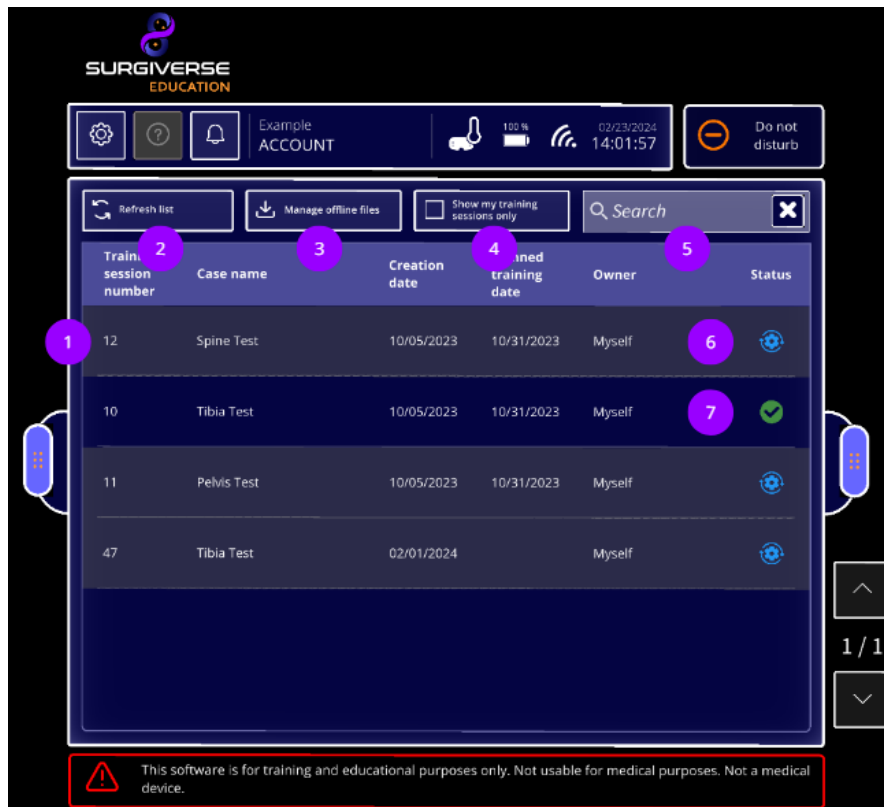 SURGIVERSE
EDUCATION
Example
ACCOUNT
100 %
02/23/2024
14:01:57
Do not
disturb
Refresh list
Manage offline files
Show my training
sessions only
Search
2
3
4
5
session
number
Case name
Creation
date
training
date
Owner
Status
1
12
Spine Test
10/05/2023
10/31/2023
Myself
6
10
Tibia Test
10/05/2023
10/31/2023
Myself
7
11
Pelvis Test
10/05/2023
10/31/2023
Myself
47
Tibia Test
02/01/2024
Myself
1 / 1
This software is for training and educational purposes only. Not usable for medical purposes. Not a medical
device.